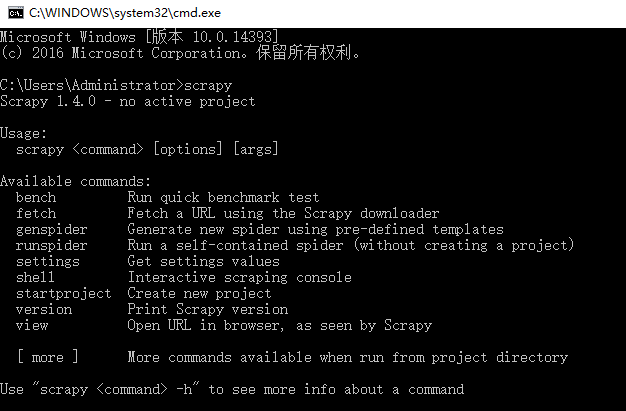 C:\WINDOWS\system32\cmd.exe
Microsoft Windows [版本 10.0.14393]
(c) 2016 Microsoft Corporation。保留所有权利。
C:\Users\Administrator>scrapy
Scrapy 1.4.0 - no active project
Usage:
  scrapy <command> [options] [args]
Available commands:
  bench         Run quick benchmark test
  fetch         Fetch a URL using the Scrapy downloader
  genspider     Generate new spider using pre-defined templates
  runspider     Run a self-contained spider (without creating a project)
  settings      Get settings values
  shell         Interactive scraping console
  startproject  Create new project
  version       Print Scrapy version
  view          Open URL in browser, as seen by Scrapy
  [ more ]      More commands available when run from project directory
Use "scrapy <command> -h" to see more info about a command